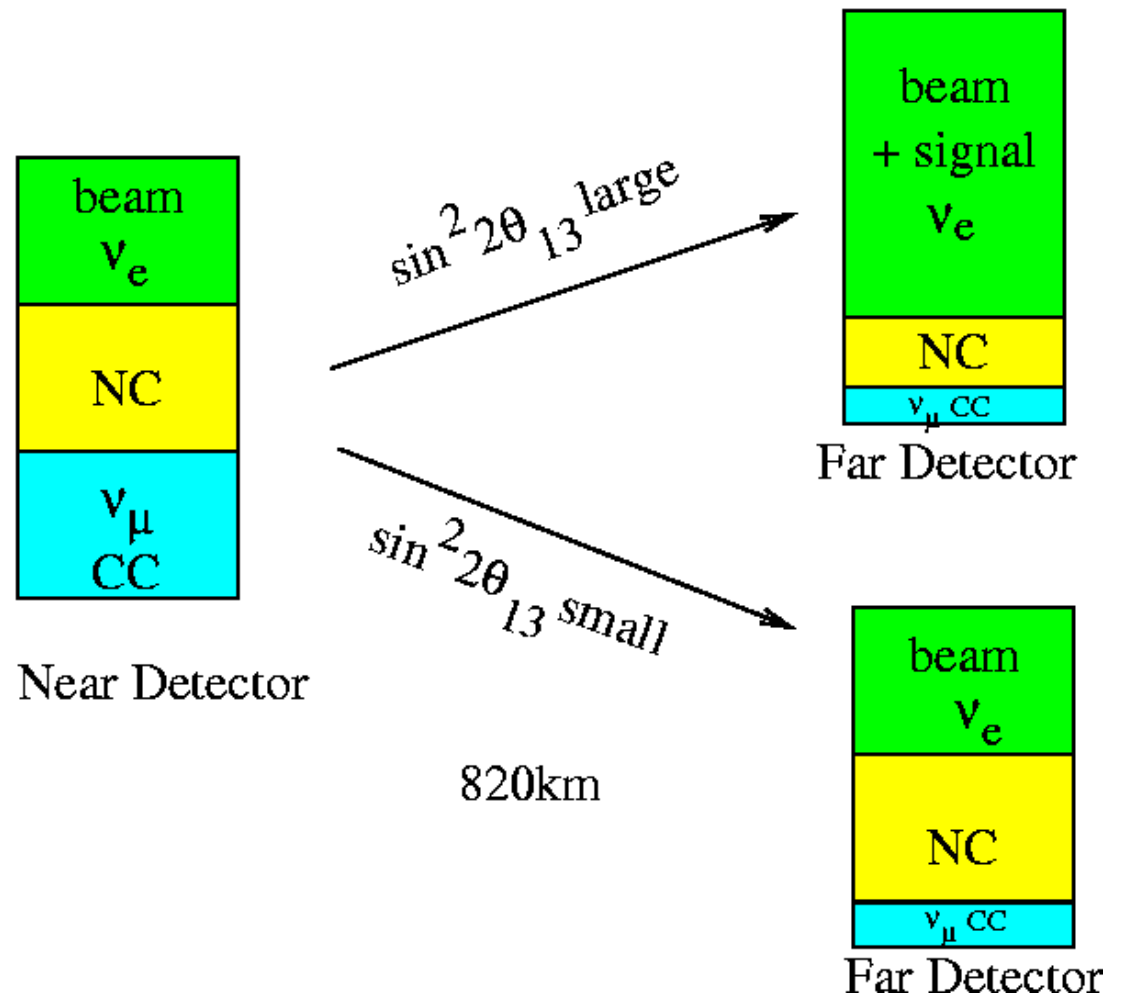 beam
νe
NC
νμ
CC
Near Detector
sin²2θ13 large
sin²2θ13 small
820km
beam
+ signal
νe
NC
νμ CC
Far Detector
beam
νe
NC
νμ CC
Far Detector